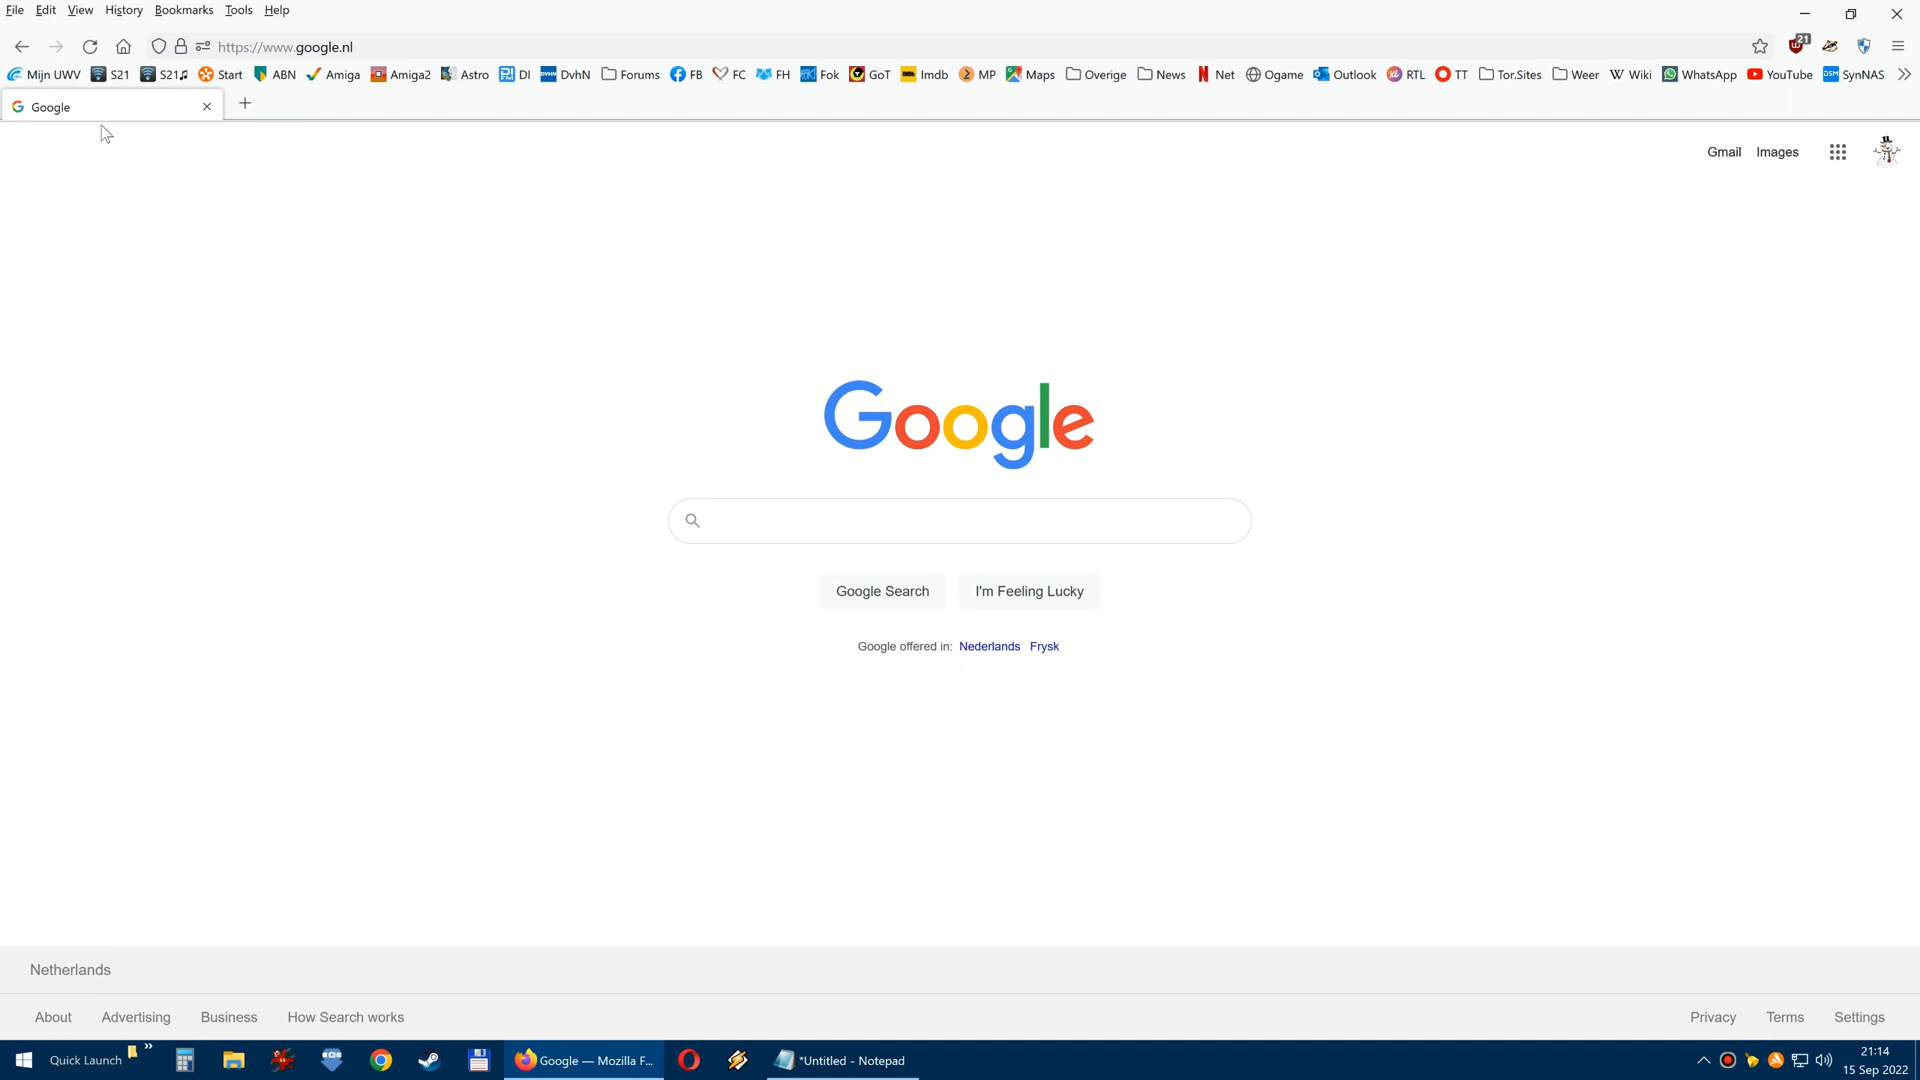 File Edit View History Bookmarks Tools Help
https://www.google.nl 21
Mijn UWV S21 S21♫ Start ABN Amiga Amiga2 Astro DI DvhN Forums FB FC FH Fok GoT Imdb MP Maps Overige News Net Ogame Outlook RTL TT Tor.Sites Weer Wiki WhatsApp YouTube SynNAS
Google
Gmail Images
Google
Google Search I'm Feeling Lucky
Google offered in: Nederlands Frysk
Netherlands
About Advertising Business How Search works Privacy Terms Settings
Quick Launch Google — Mozilla F... *Untitled - Notepad 21:14
15 Sep 2022